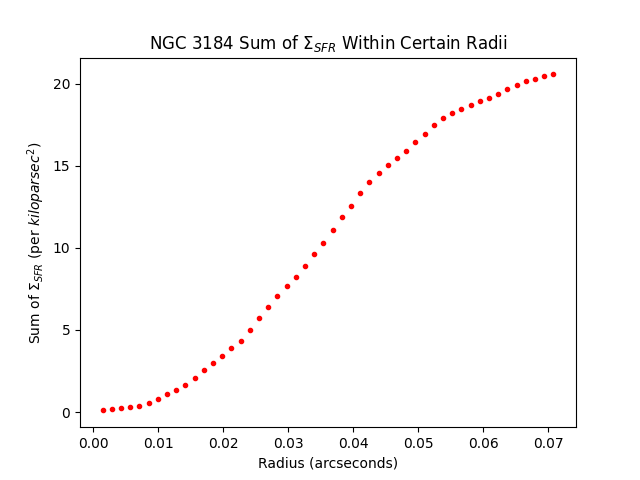 NGC 3184 Sum of Σ_SFR Within Certain Radii
Sum of Σ_SFR (per kiloparsec²)
20
15
10
5
0
0.00 0.01 0.02 0.03 0.04 0.05 0.06 0.07
Radius (arcseconds)